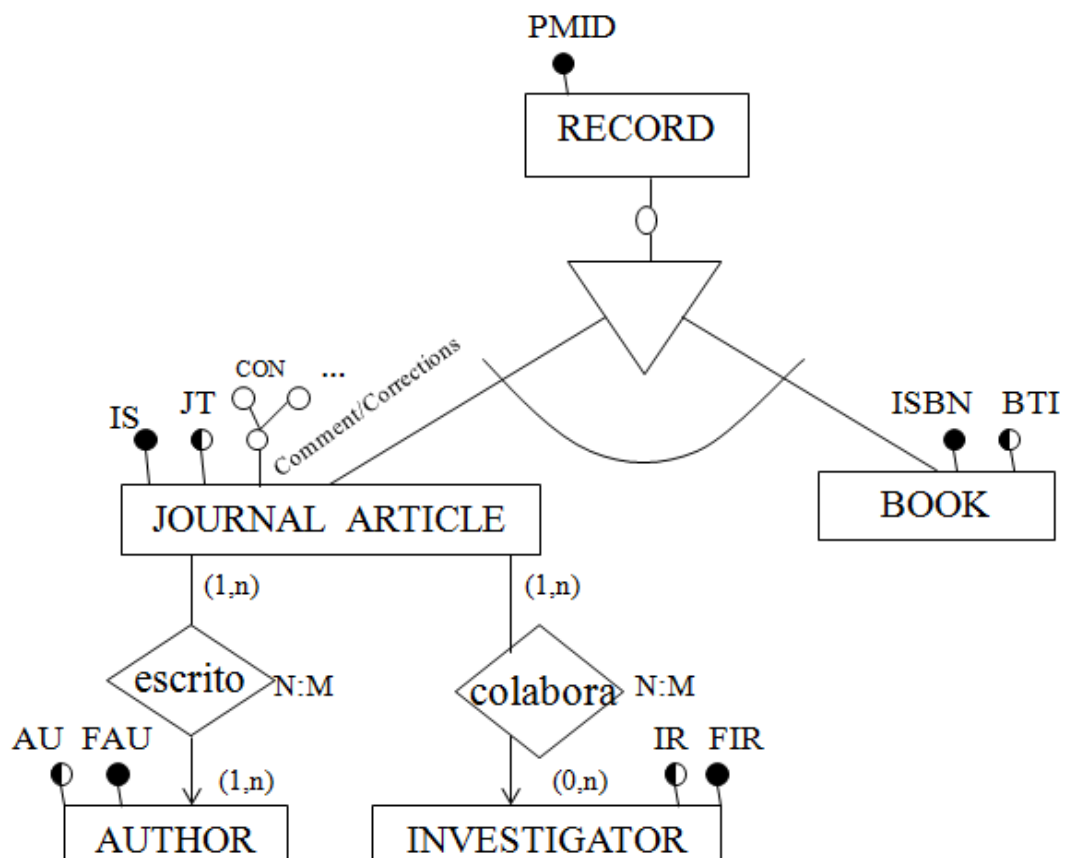 PMID
RECORD
CON ...
Comment/Corrections
IS JT
ISBN BTI
JOURNAL ARTICLE
BOOK
(1,n) (1,n)
escrito N:M
colabora N:M
AU FAU
IR FIR
(1,n) (0,n)
AUTHOR
INVESTIGATOR